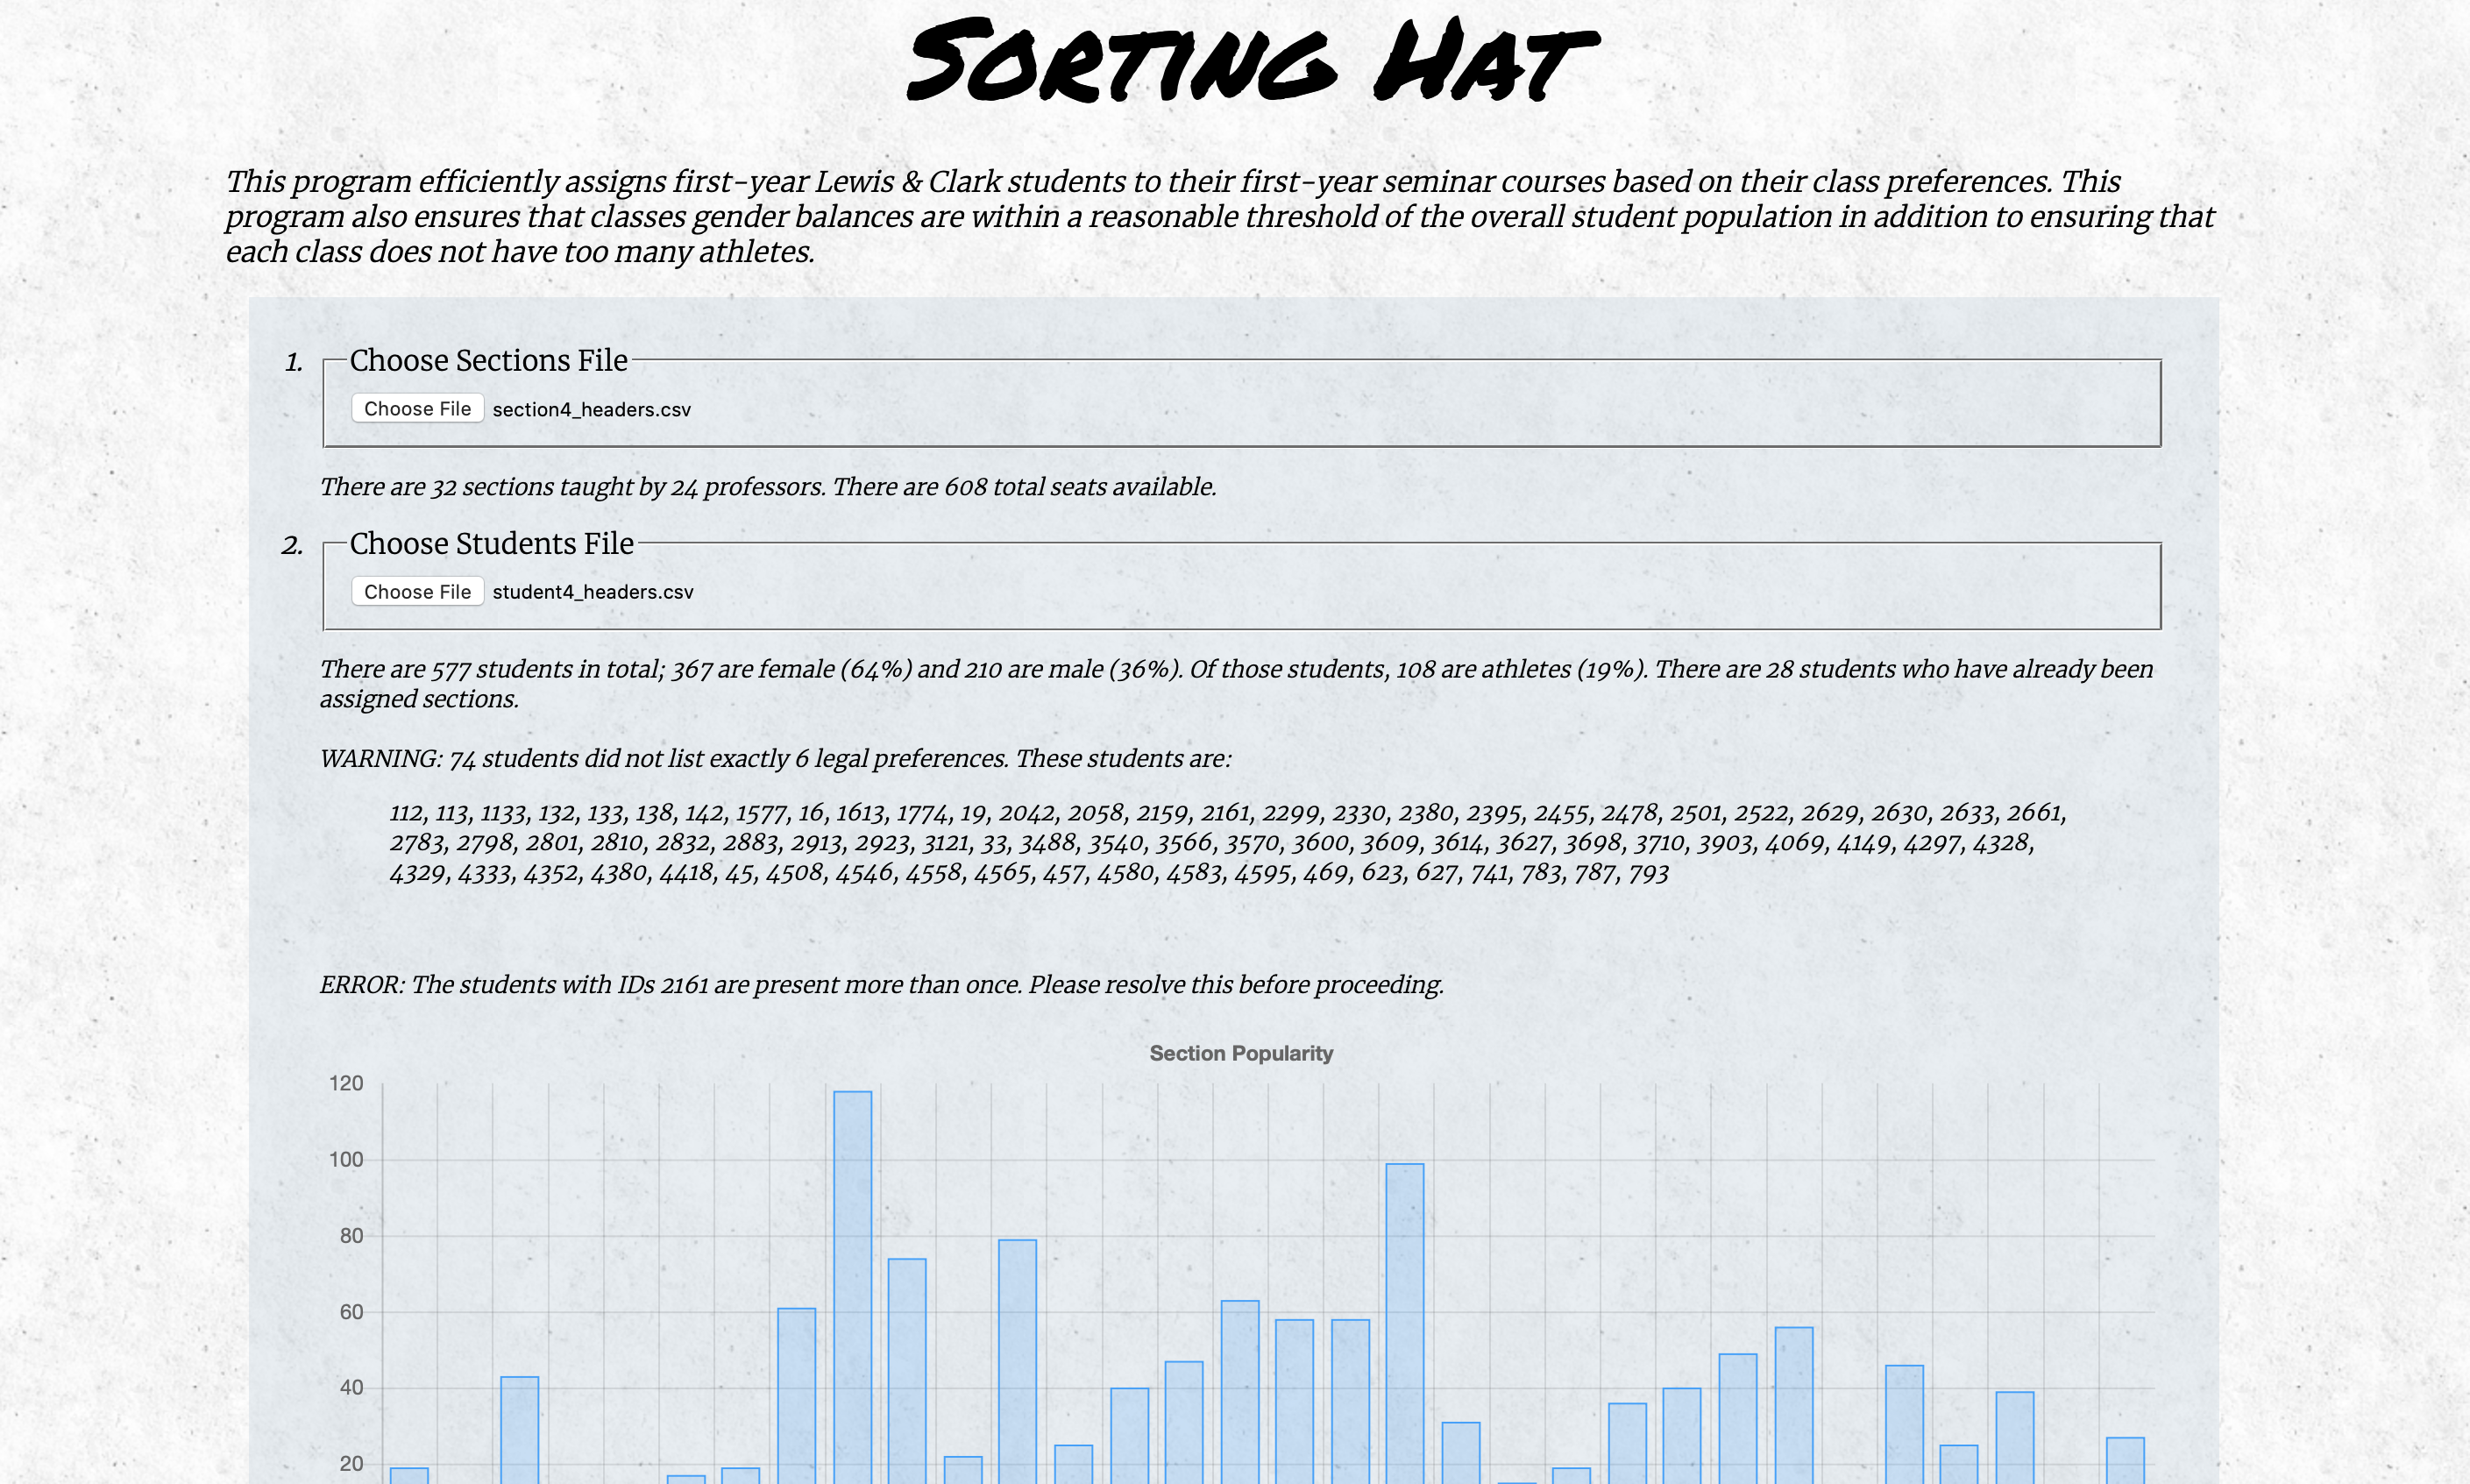 SORTING HAT
This program efficiently assigns first-year Lewis & Clark students to their first-year seminar courses based on their class preferences. This
program also ensures that classes gender balances are within a reasonable threshold of the overall student population in addition to ensuring that
each class does not have too many athletes.
1. Choose Sections File
Choose File section4_headers.csv
There are 32 sections taught by 24 professors. There are 608 total seats available.
2. Choose Students File
Choose File student4_headers.csv
There are 577 students in total; 367 are female (64%) and 210 are male (36%). Of those students, 108 are athletes (19%). There are 28 students who have already been
assigned sections.
WARNING: 74 students did not list exactly 6 legal preferences. These students are:
112, 113, 1133, 132, 133, 138, 142, 1577, 16, 1613, 1774, 19, 2042, 2058, 2159, 2161, 2299, 2330, 2380, 2395, 2455, 2478, 2501, 2522, 2629, 2630, 2633, 2661,
2783, 2798, 2801, 2810, 2832, 2883, 2913, 2923, 3121, 33, 3488, 3540, 3566, 3570, 3600, 3609, 3614, 3627, 3698, 3710, 3903, 4069, 4149, 4297, 4328,
4329, 4333, 4352, 4380, 4418, 45, 4508, 4546, 4558, 4565, 457, 4580, 4583, 4595, 469, 623, 627, 741, 783, 787, 793
ERROR: The students with IDs 2161 are present more than once. Please resolve this before proceeding.
Section Popularity
120
100
80
60
40
20